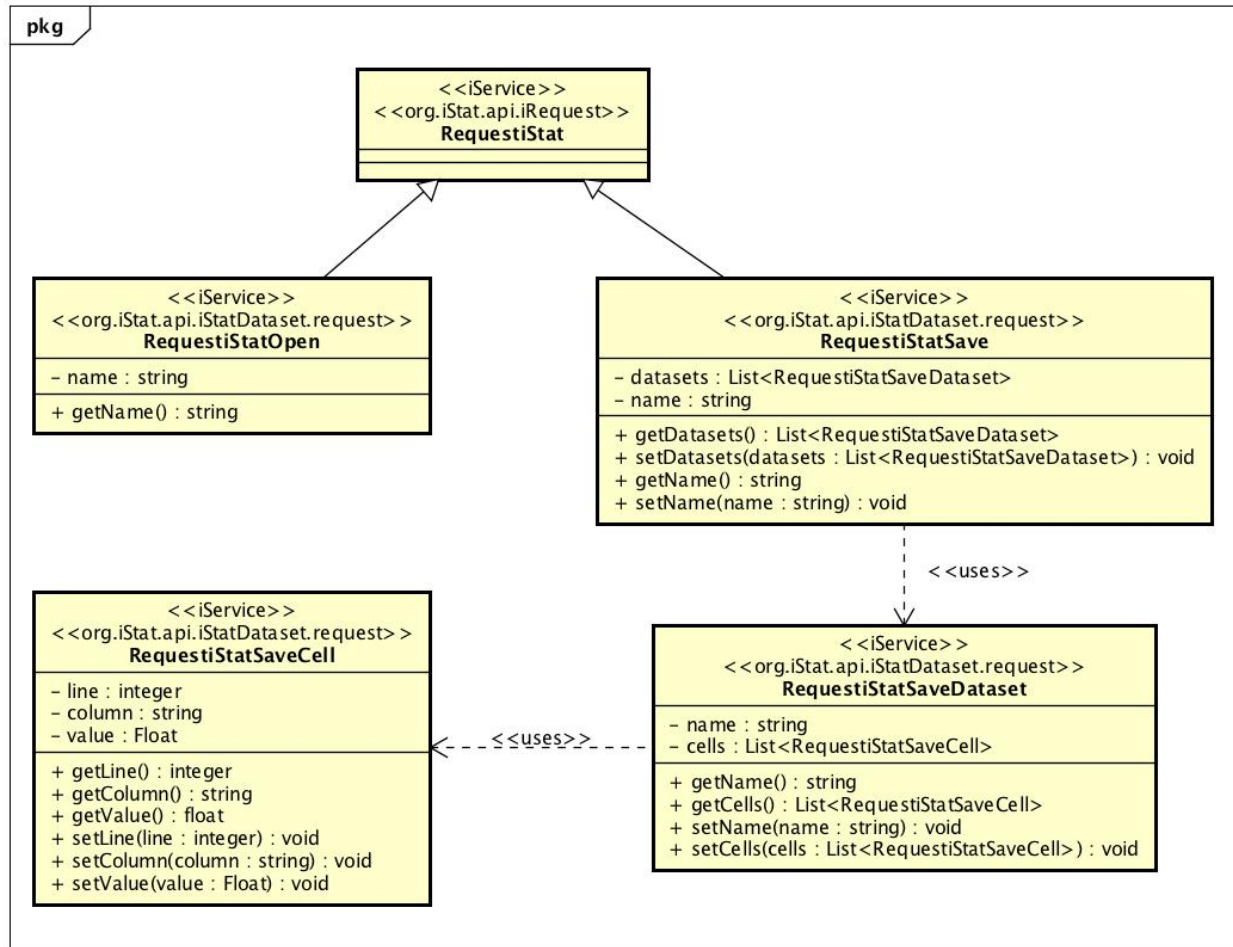 pkg
<<iService>>
<<org.iStat.api.iRequest>>
RequestiStat
<<iService>>
<<org.iStat.api.iStatDataset.request>>
RequestiStatOpen
– name : string
+ getName() : string
<<iService>>
<<org.iStat.api.iStatDataset.request>>
RequestiStatSave
– datasets : List<RequestiStatSaveDataset>
– name : string
+ getDatasets() : List<RequestiStatSaveDataset>
+ setDatasets(datasets : List<RequestiStatSaveDataset>) : void
+ getName() : string
+ setName(name : string) : void
<<uses>>
<<iService>>
<<org.iStat.api.iStatDataset.request>>
RequestiStatSaveCell
– line : integer
– column : string
– value : Float
+ getLine() : integer
+ getColumn() : string
+ getValue() : float
+ setLine(line : integer) : void
+ setColumn(column : string) : void
+ setValue(value : Float) : void
<<uses>>
<<iService>>
<<org.iStat.api.iStatDataset.request>>
RequestiStatSaveDataset
– name : string
– cells : List<RequestiStatSaveCell>
+ getName() : string
+ getCells() : List<RequestiStatSaveCell>
+ setName(name : string) : void
+ setCells(cells : List<RequestiStatSaveCell>) : void